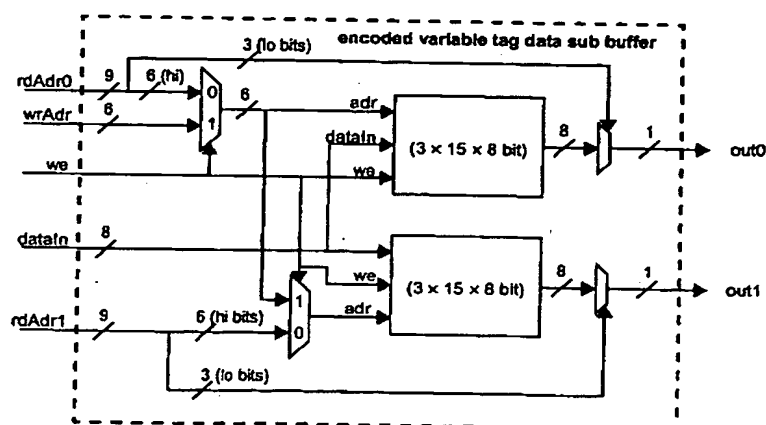 encoded variable tag data sub buffer
3 (lo bits)
rdAdr0
9
6 (hi)
0
6
adr
wrAdr
6
1
dataIn
(3 × 15 × 8 bit)
8
1
out0
we
we
dataIn
8
(3 × 15 × 8 bit)
8
1
out1
we
1
adr
rdAdr1
9
6 (hi bits)
0
3 (lo bits)